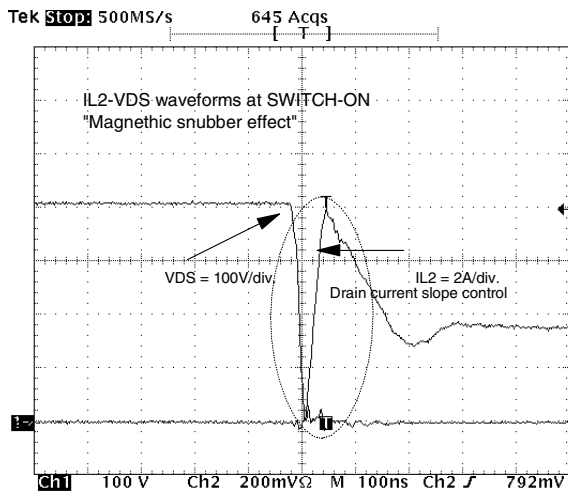 Tek Stop: 500MS/s 645 Acqs
[ T ]
IL2-VDS waveforms at SWITCH-ON
"Magnethic snubber effect"
T
VDS = 100V/div.
IL2 = 2A/div.
Drain current slope control
1→
T
Ch1 100 V Ch2 200mVΩ M 100ns Ch2 ∫ 792mV